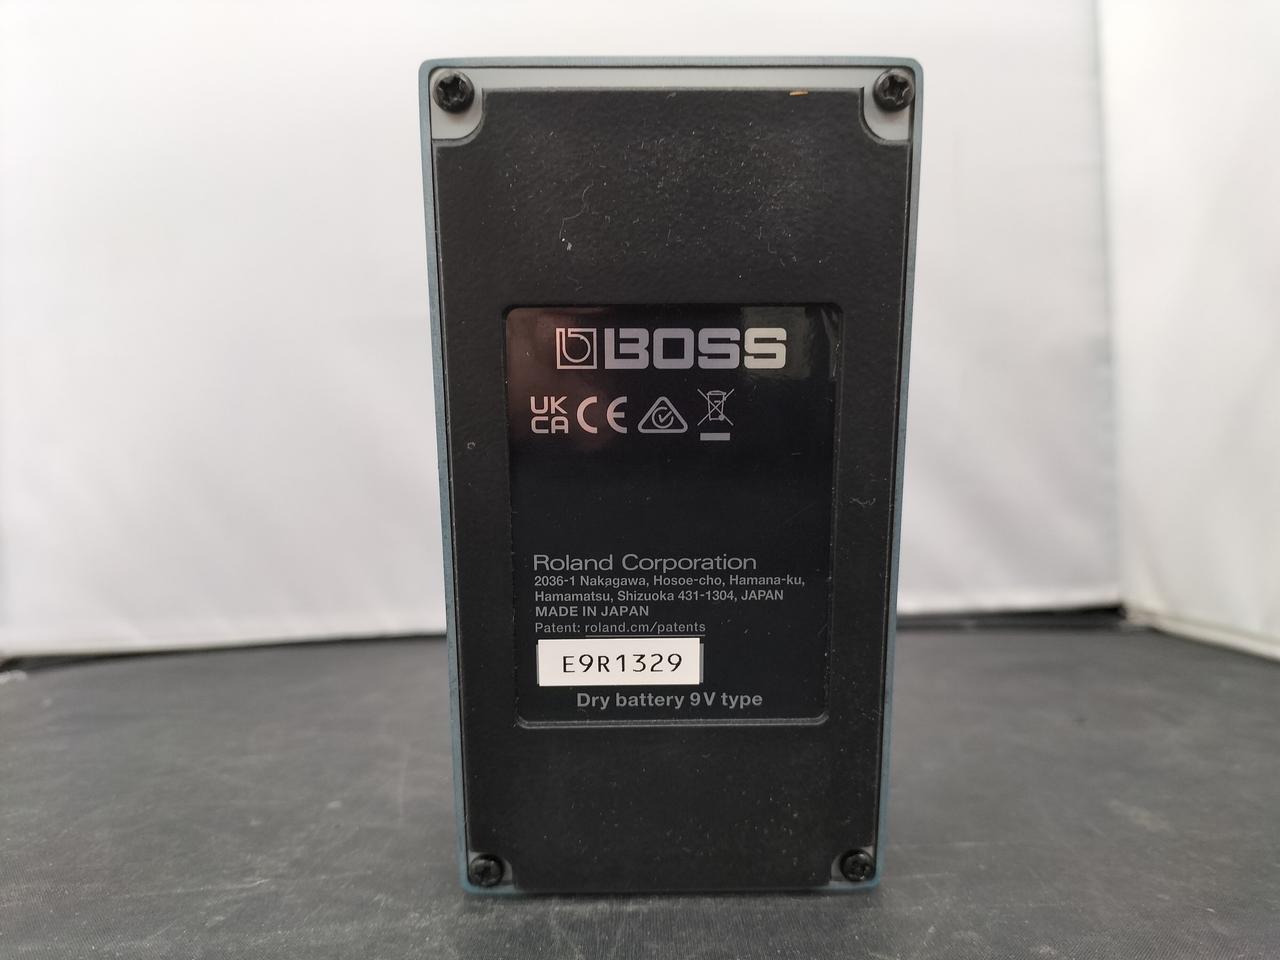 BOSS
UK
CA CE
Roland Corporation
2036-1 Nakagawa, Hosoe-cho, Hamana-ku,
Hamamatsu, Shizuoka 431-1304, JAPAN
MADE IN JAPAN
Patent: roland.cm/patents
E9R1329
Dry battery 9V type